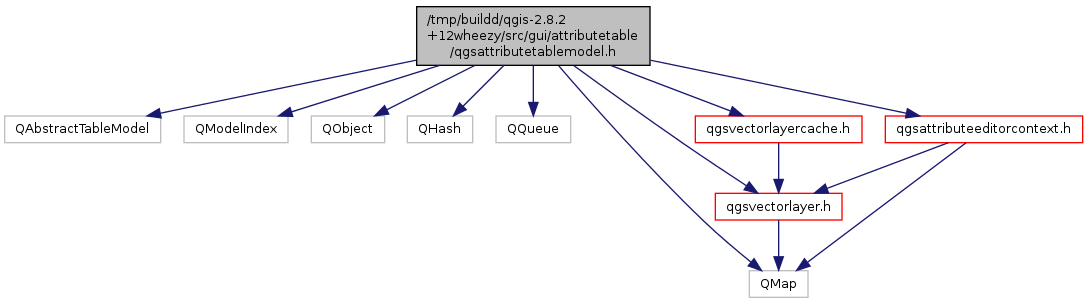 /tmp/buildd/qgis-2.8.2
+12wheezy/src/gui/attributetable
/qgsattributetablemodel.h
QAbstractTableModel
QModelIndex
QObject
QHash
QQueue
qgsvectorlayercache.h
qgsattributeeditorcontext.h
qgsvectorlayer.h
QMap